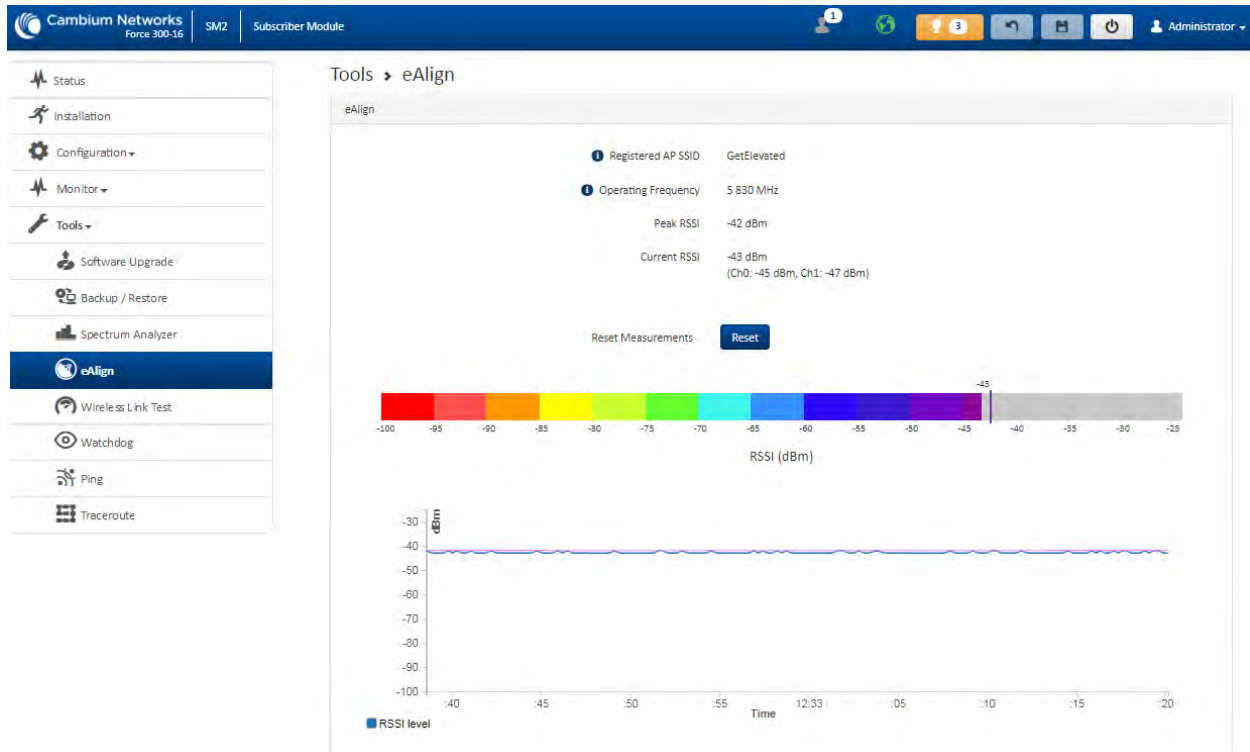 Cambium Networks
Force 300-16
SM2
Subscriber Module
1
3
Administrator
Status
Installation
Configuration
Monitor
Tools
Software Upgrade
Backup / Restore
Spectrum Analyzer
eAlign
Wireless Link Test
Watchdog
Ping
Traceroute
Tools > eAlign
eAlign
Registered AP SSID GetElevated
Operating Frequency 5 830 MHz
Peak RSSI -42 dBm
Current RSSI -43 dBm
(Ch0: -45 dBm, Ch1: -47 dBm)
Reset Measurements Reset
-43
-100 -95 -90 -85 -80 -75 -70 -65 -60 -55 -50 -45 -40 -35 -30 -25
RSSI (dBm)
dBm
-30
-40
-50
-60
-70
-80
-90
-100
:40 :45 :50 :55 12:33 :05 :10 :15 :20
Time
RSSI level